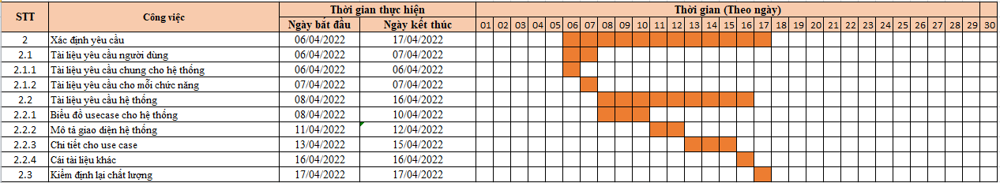 STT Công việc Thời gian thực hiện Thời gian (Theo ngày)
Ngày bắt đầu Ngày kết thúc 01 02 03 04 05 06 07 08 09 10 11 12 13 14 15 16 17 18 19 20 21 22 23 24 25 26 27 28 29 30
2 Xác định yêu cầu 06/04/2022 17/04/2022
2.1 Tài liệu yêu cầu người dùng 06/04/2022 07/04/2022
2.1.1 Tài liệu yêu cầu chung cho hệ thống 06/04/2022 06/04/2022
2.1.2 Tài liệu yêu cầu cho mỗi chức năng 07/04/2022 07/04/2022
2.2 Tài liệu yêu cầu hệ thống 08/04/2022 16/04/2022
2.2.1 Biểu đồ usecase cho hệ thống 08/04/2022 10/04/2022
2.2.2 Mô tả giao diện hệ thống 11/04/2022 12/04/2022
2.2.3 Chi tiết cho use case 13/04/2022 15/04/2022
2.2.4 Cái tài liệu khác 16/04/2022 16/04/2022
2.3 Kiểm định lại chất lượng 17/04/2022 17/04/2022